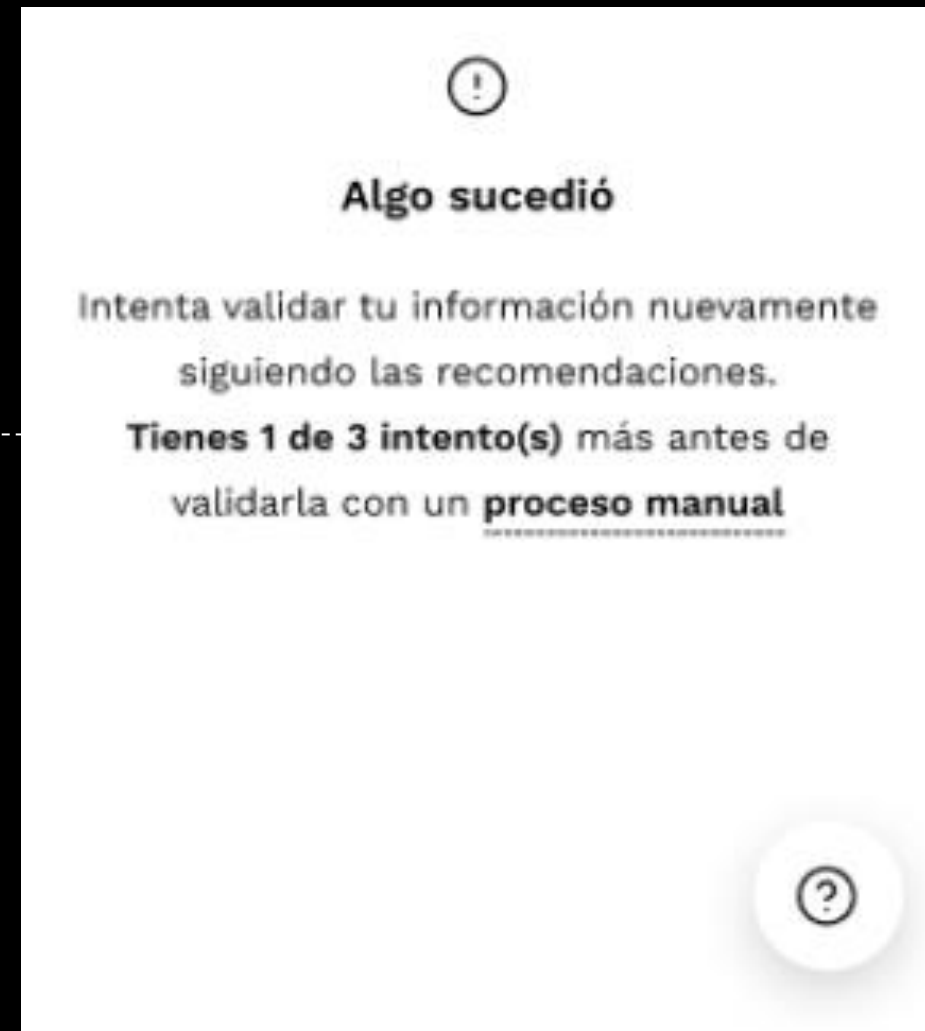 Algo sucedió
Intenta validar tu información nuevamente
siguiendo las recomendaciones.
Tienes 1 de 3 intento(s) más antes de
validarla con un proceso manual